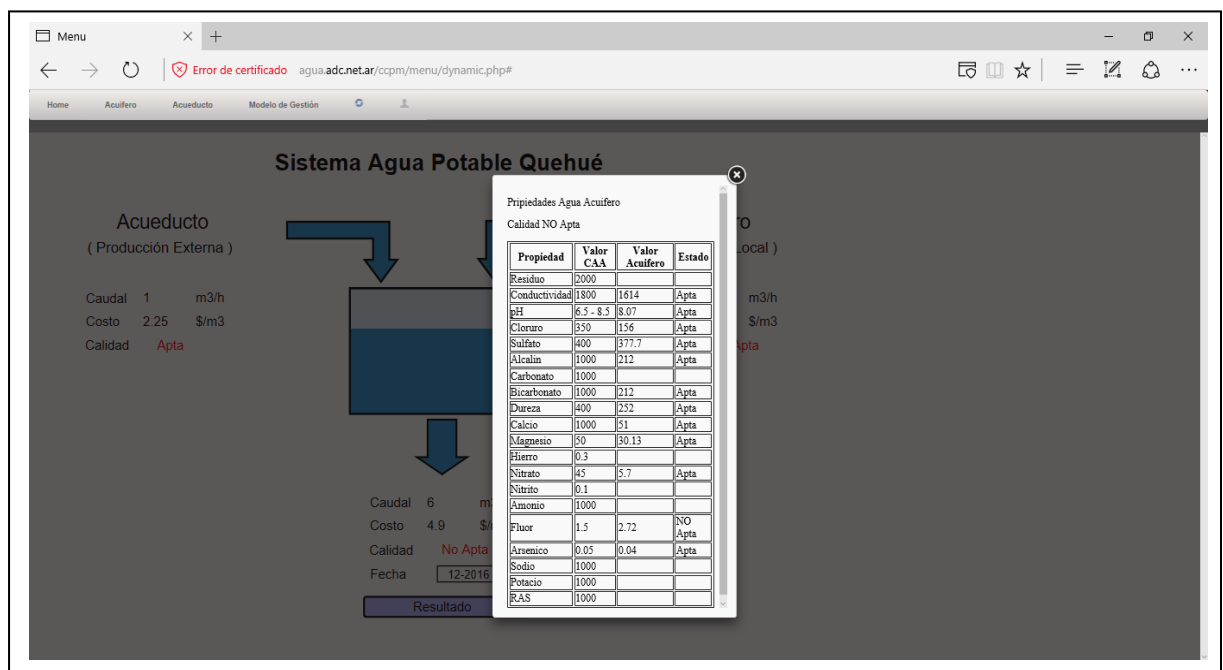 Menu
Error de certificado agua.adc.net.ar/ccpm/menu/dynamic.php#
Home Acuifero Acueducto Modelo de Gestión
Sistema Agua Potable Quehué
Acueducto
( Producción Externa )
Caudal 1 m3/h
Costo 2.25 $/m3
Calidad Apta
Pripiedades Agua Acuifero
Calidad NO Apta
Propiedad Valor CAA Valor Acuifero Estado
Residuo 2000
Conductividad 1800 1614 Apta
pH 6.5 - 8.5 8.07 Apta
Cloruro 350 156 Apta
Sulfato 400 377.7 Apta
Alcalin 1000 212 Apta
Carbonato 1000
Bicarbonato 1000 212 Apta
Dureza 400 252 Apta
Calcio 1000 51 Apta
Magnesio 50 30.13 Apta
Hierro 0.3
Nitrato 45 5.7 Apta
Nitrito 0.1
Amonio 1000
Fluor 1.5 2.72 NO Apta
Arsenico 0.05 0.04 Apta
Sodio 1000
Potacio 1000
RAS 1000
m3/h
$/m3
Apta
Caudal 6
Costo 4.9
Calidad No Apta
Fecha 12-2016
Resultado